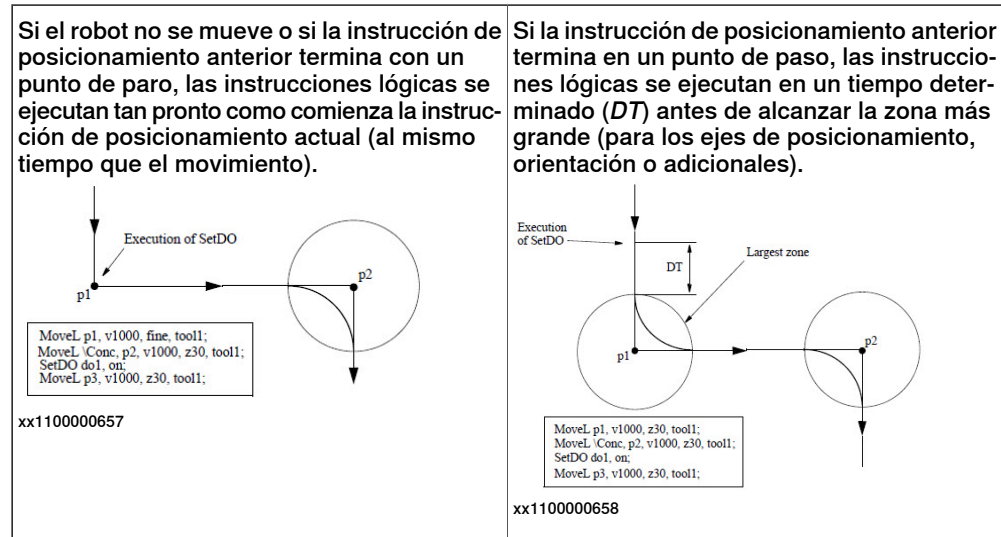 Si el robot no se mueve o si la instrucción de
posicionamiento anterior termina con un
punto de paro, las instrucciones lógicas se
ejecutan tan pronto como comienza la instruc-
ción de posicionamiento actual (al mismo
tiempo que el movimiento).
Execution of SetDO
p1
p2
MoveL p1, v1000, fine, tool1;
MoveL \Conc, p2, v1000, z30, tool1;
SetDO do1, on;
MoveL p3, v1000, z30, tool1;
xx1100000657
Si la instrucción de posicionamiento anterior
termina en un punto de paso, las instruccio-
nes lógicas se ejecutan en un tiempo deter-
minado (DT) antes de alcanzar la zona más
grande (para los ejes de posicionamiento,
orientación o adicionales).
Execution
of SetDO
DT
Largest zone
p1
p2
MoveL p1, v1000, z30, tool1;
MoveL \Conc, p2, v1000, z30, tool1;
SetDO do1, on;
MoveL p3, v1000, z30, tool1;
xx1100000658